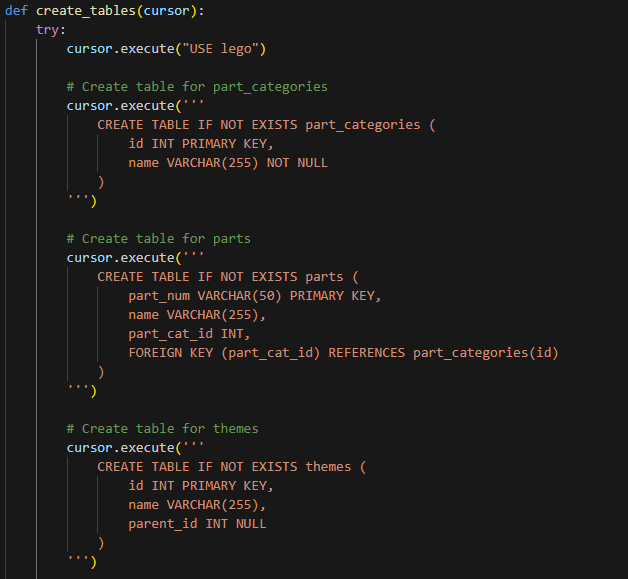 def create_tables(cursor):
    try:
        cursor.execute("USE lego")

        # Create table for part_categories
        cursor.execute('''
            CREATE TABLE IF NOT EXISTS part_categories (
                id INT PRIMARY KEY,
                name VARCHAR(255) NOT NULL
            )
        ''')

        # Create table for parts
        cursor.execute('''
            CREATE TABLE IF NOT EXISTS parts (
                part_num VARCHAR(50) PRIMARY KEY,
                name VARCHAR(255),
                part_cat_id INT,
                FOREIGN KEY (part_cat_id) REFERENCES part_categories(id)
            )
        ''')

        # Create table for themes
        cursor.execute('''
            CREATE TABLE IF NOT EXISTS themes (
                id INT PRIMARY KEY,
                name VARCHAR(255),
                parent_id INT NULL
            )
        ''')